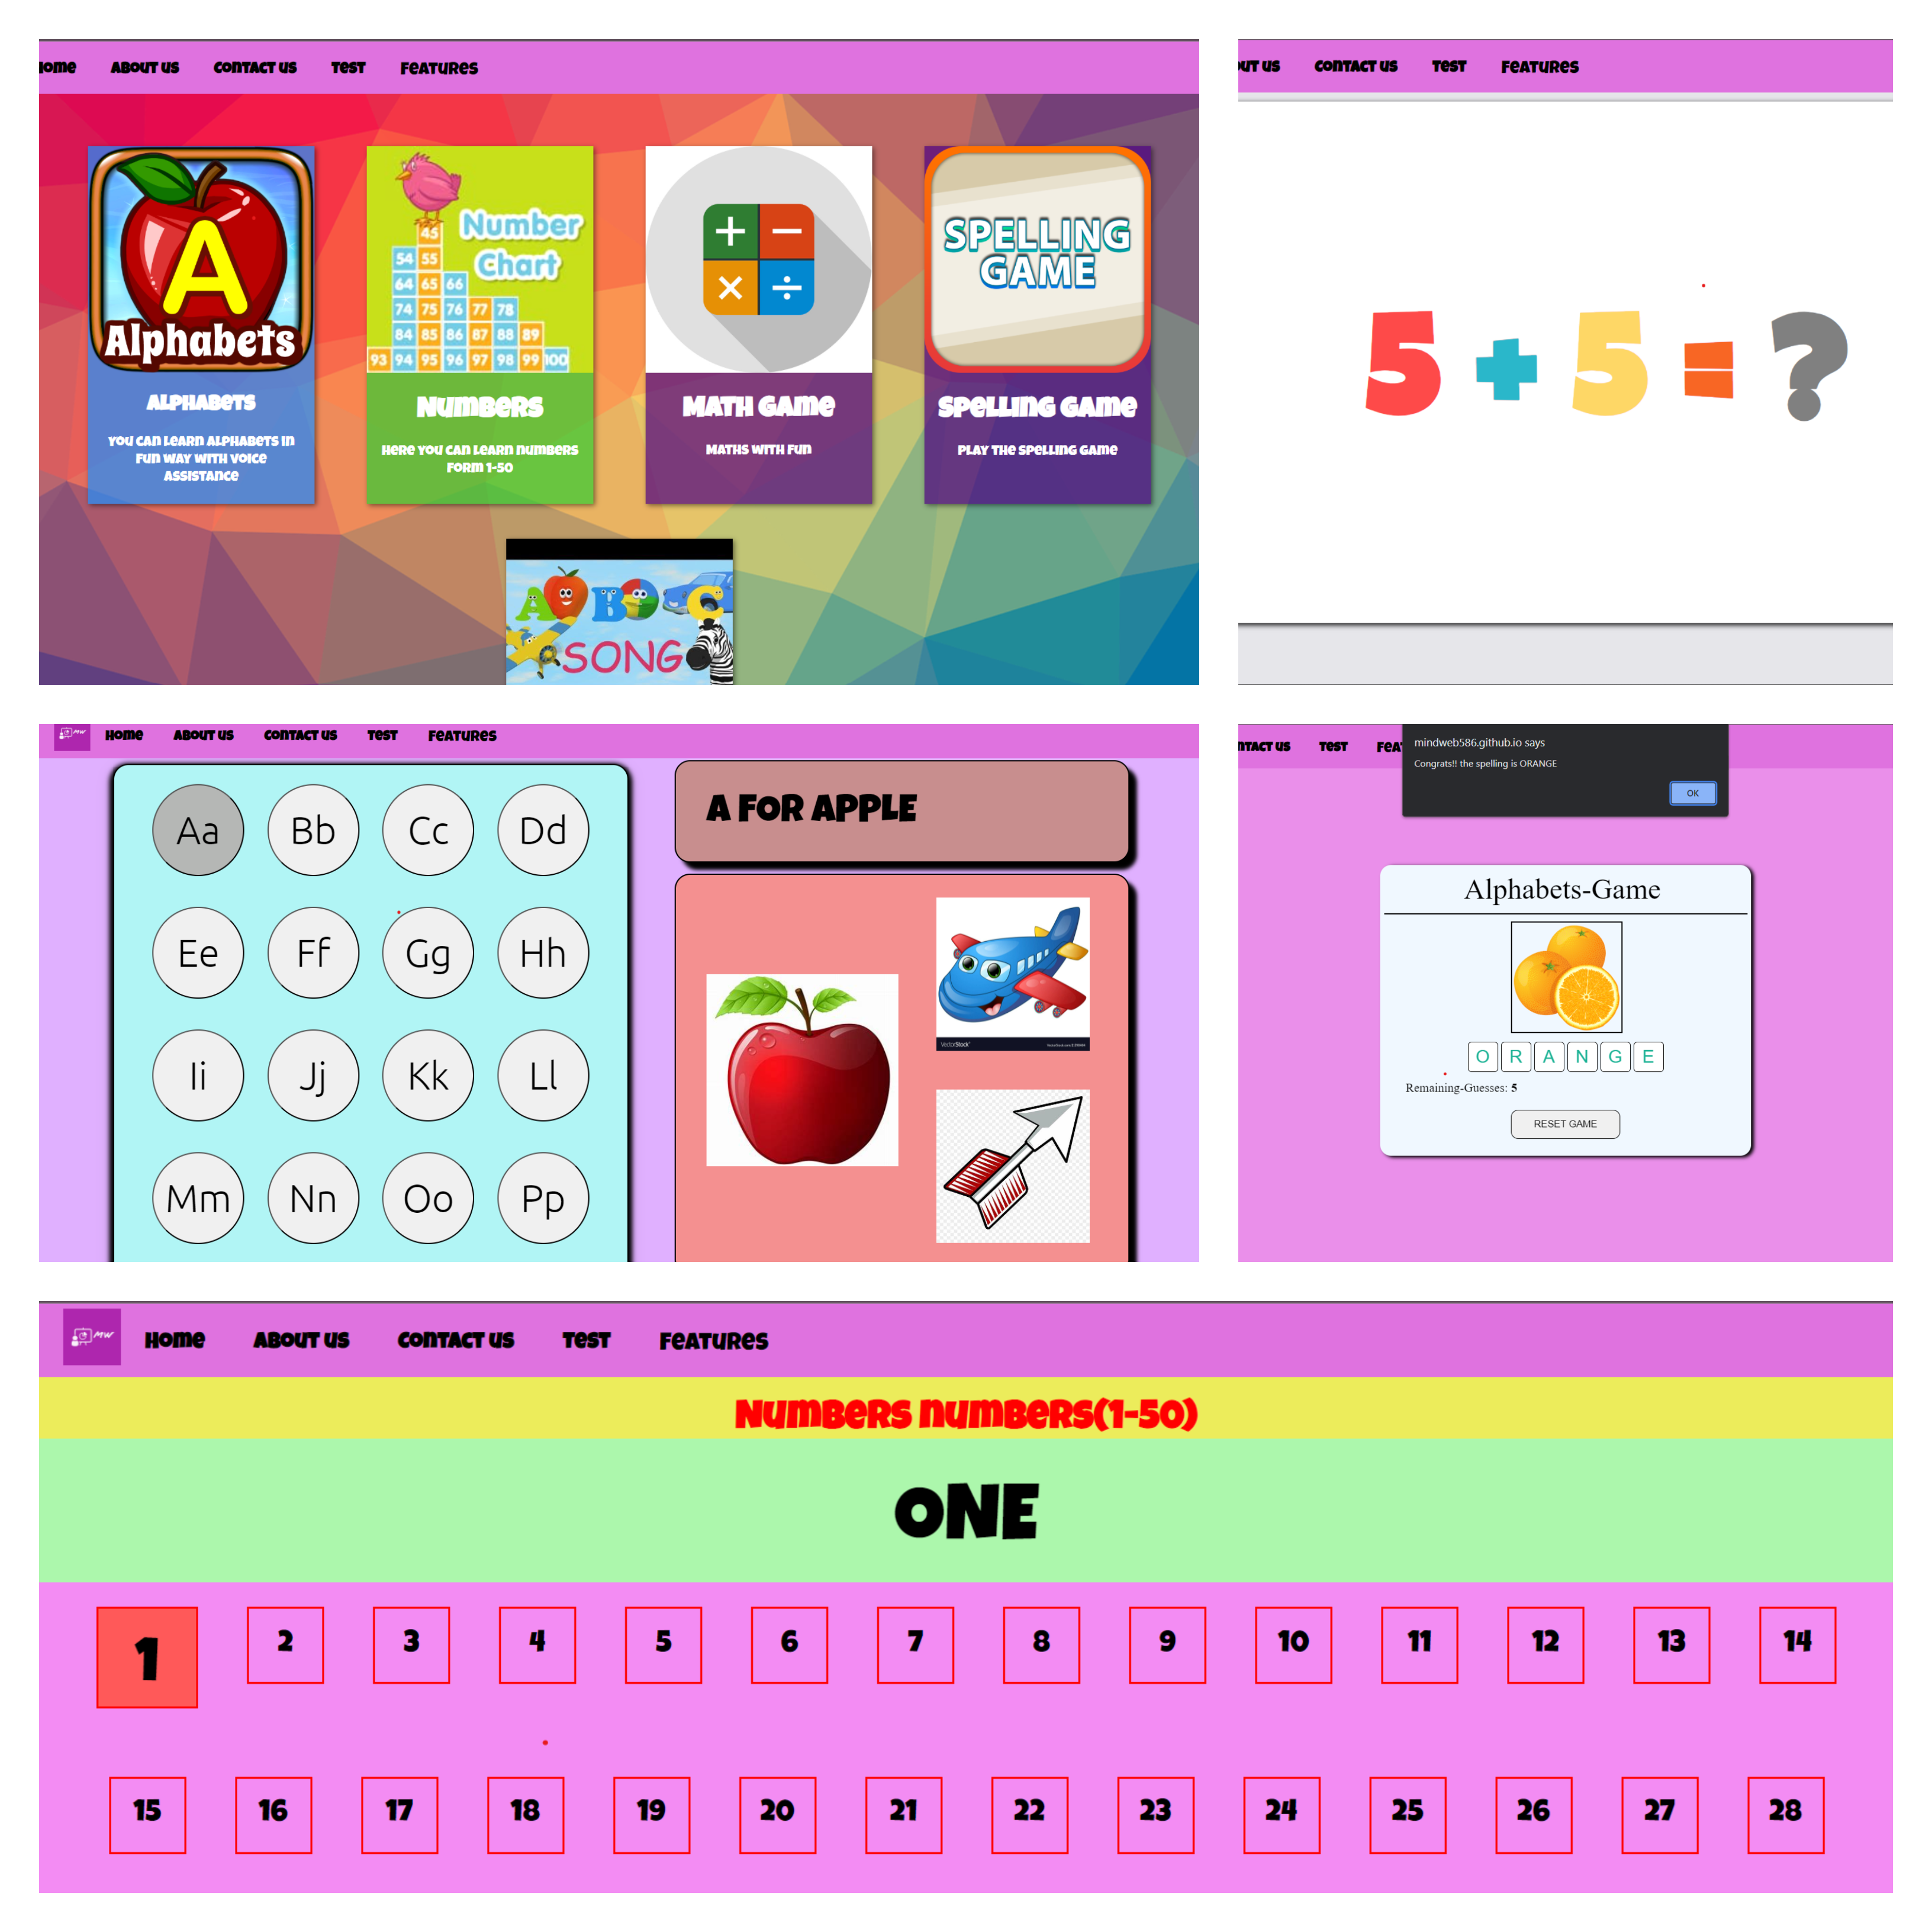 ABOUT US CONTACT US TEST FEATURES
A
Alphabets
ALPHABETS
YOU CAN LEARN ALPHABETS IN
FUN WAY WITH VOICE
ASSISTANCE
Number
Chart
45
54 55
64 65 66
74 75 76 77 78
84 85 86 87 88 89
93 94 95 96 97 98 99 100
NUMBERS
HERE YOU CAN LEARN NUMBERS
FORM 1-50
+ −
× ÷
MATH GAME
MATHS WITH FUN
SPELLING
GAME
SPELLING GAME
PLAY THE SPELLING GAME
A B C
SONG
US CONTACT US TEST FEATURES
5 + 5 = ?
MW HOME ABOUT US CONTACT US TEST FEATURES
Aa Bb Cc Dd
Ee Ff Gg Hh
Ii Jj Kk Ll
Mm Nn Oo Pp
A FOR APPLE
VectorStock
US TEST
mindweb586.github.io says
Congrats!! the spelling is ORANGE
OK
Alphabets-Game
O R A N G E
Remaining-Guesses: 5
RESET GAME
MW HOME ABOUT US CONTACT US TEST FEATURES
NUMBERS NUMBERS(1-50)
ONE
1 2 3 4 5 6 7 8 9 10 11 12 13 14
15 16 17 18 19 20 21 22 23 24 25 26 27 28